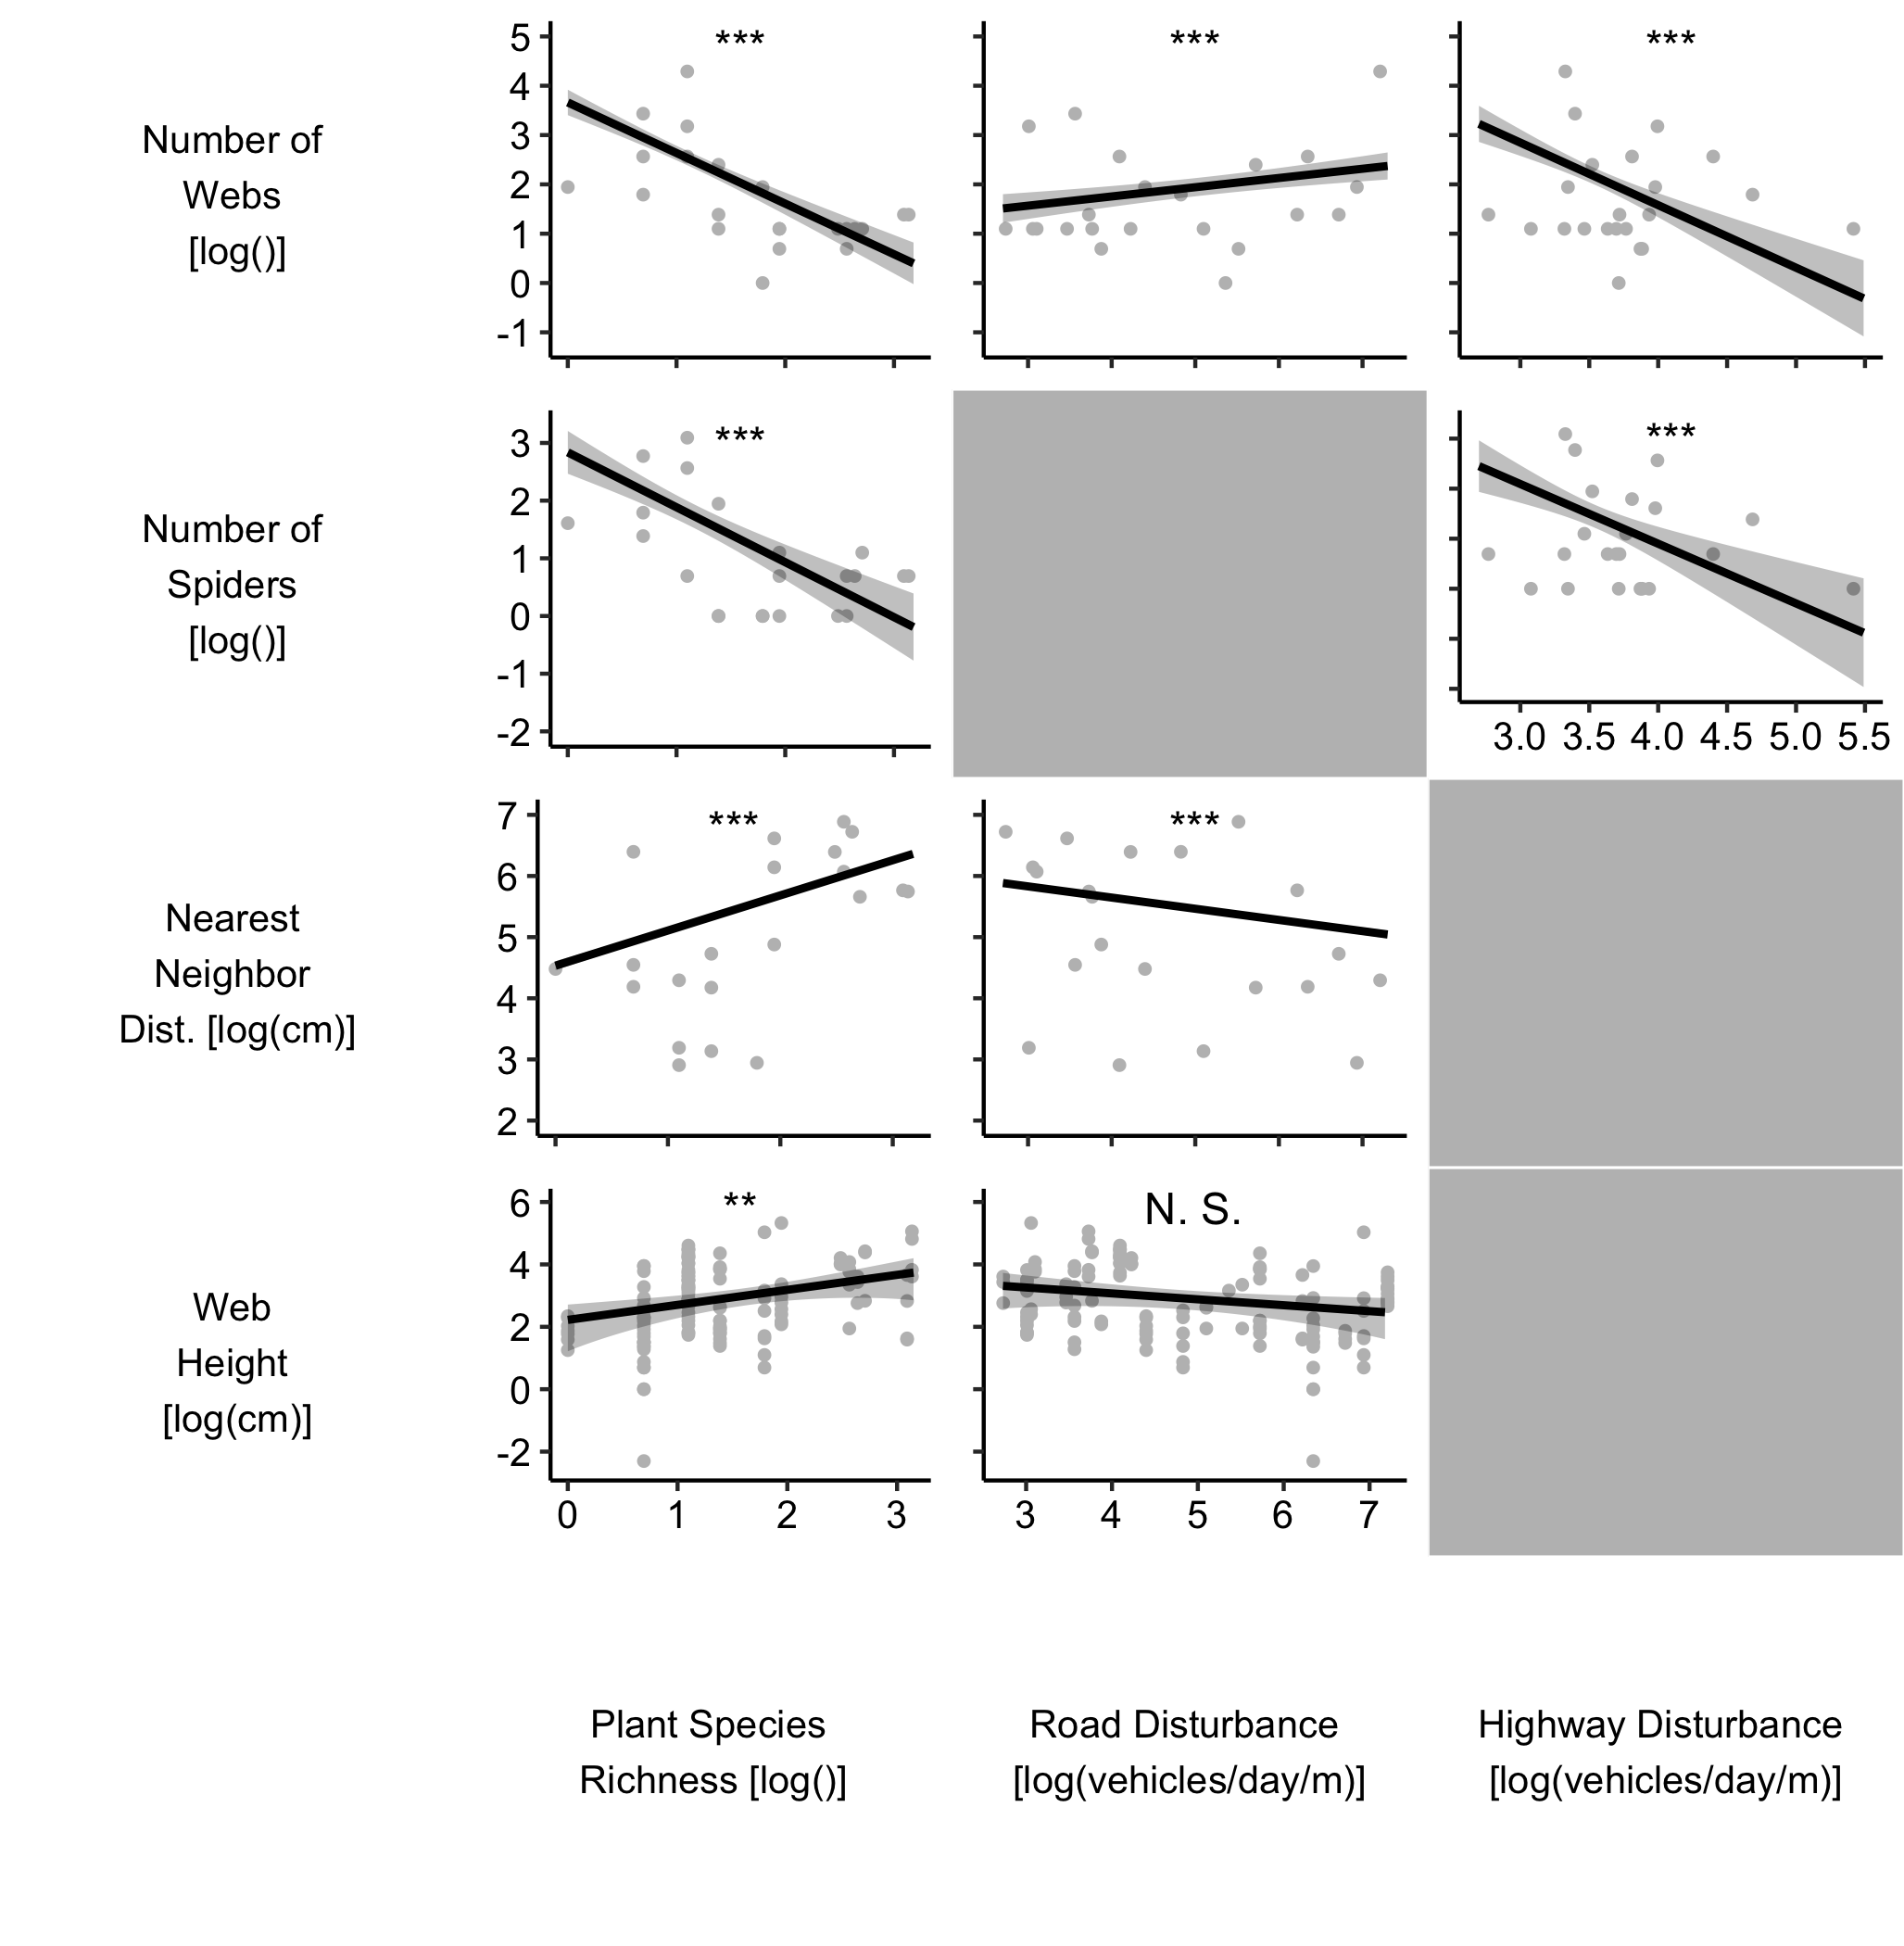 Number of
Webs
[log()]
5
4
3
2
1
0
-1
***
***
***
Number of
Spiders
[log()]
3
2
1
0
-1
-2
***
***
3.0 3.5 4.0 4.5 5.0 5.5
Nearest
Neighbor
Dist. [log(cm)]
7
6
5
4
3
2
***
***
Web
Height
[log(cm)]
6
4
2
0
-2
**
N. S.
0 1 2 3
3 4 5 6 7
Plant Species
Richness [log()]
Road Disturbance
[log(vehicles/day/m)]
Highway Disturbance
[log(vehicles/day/m)]